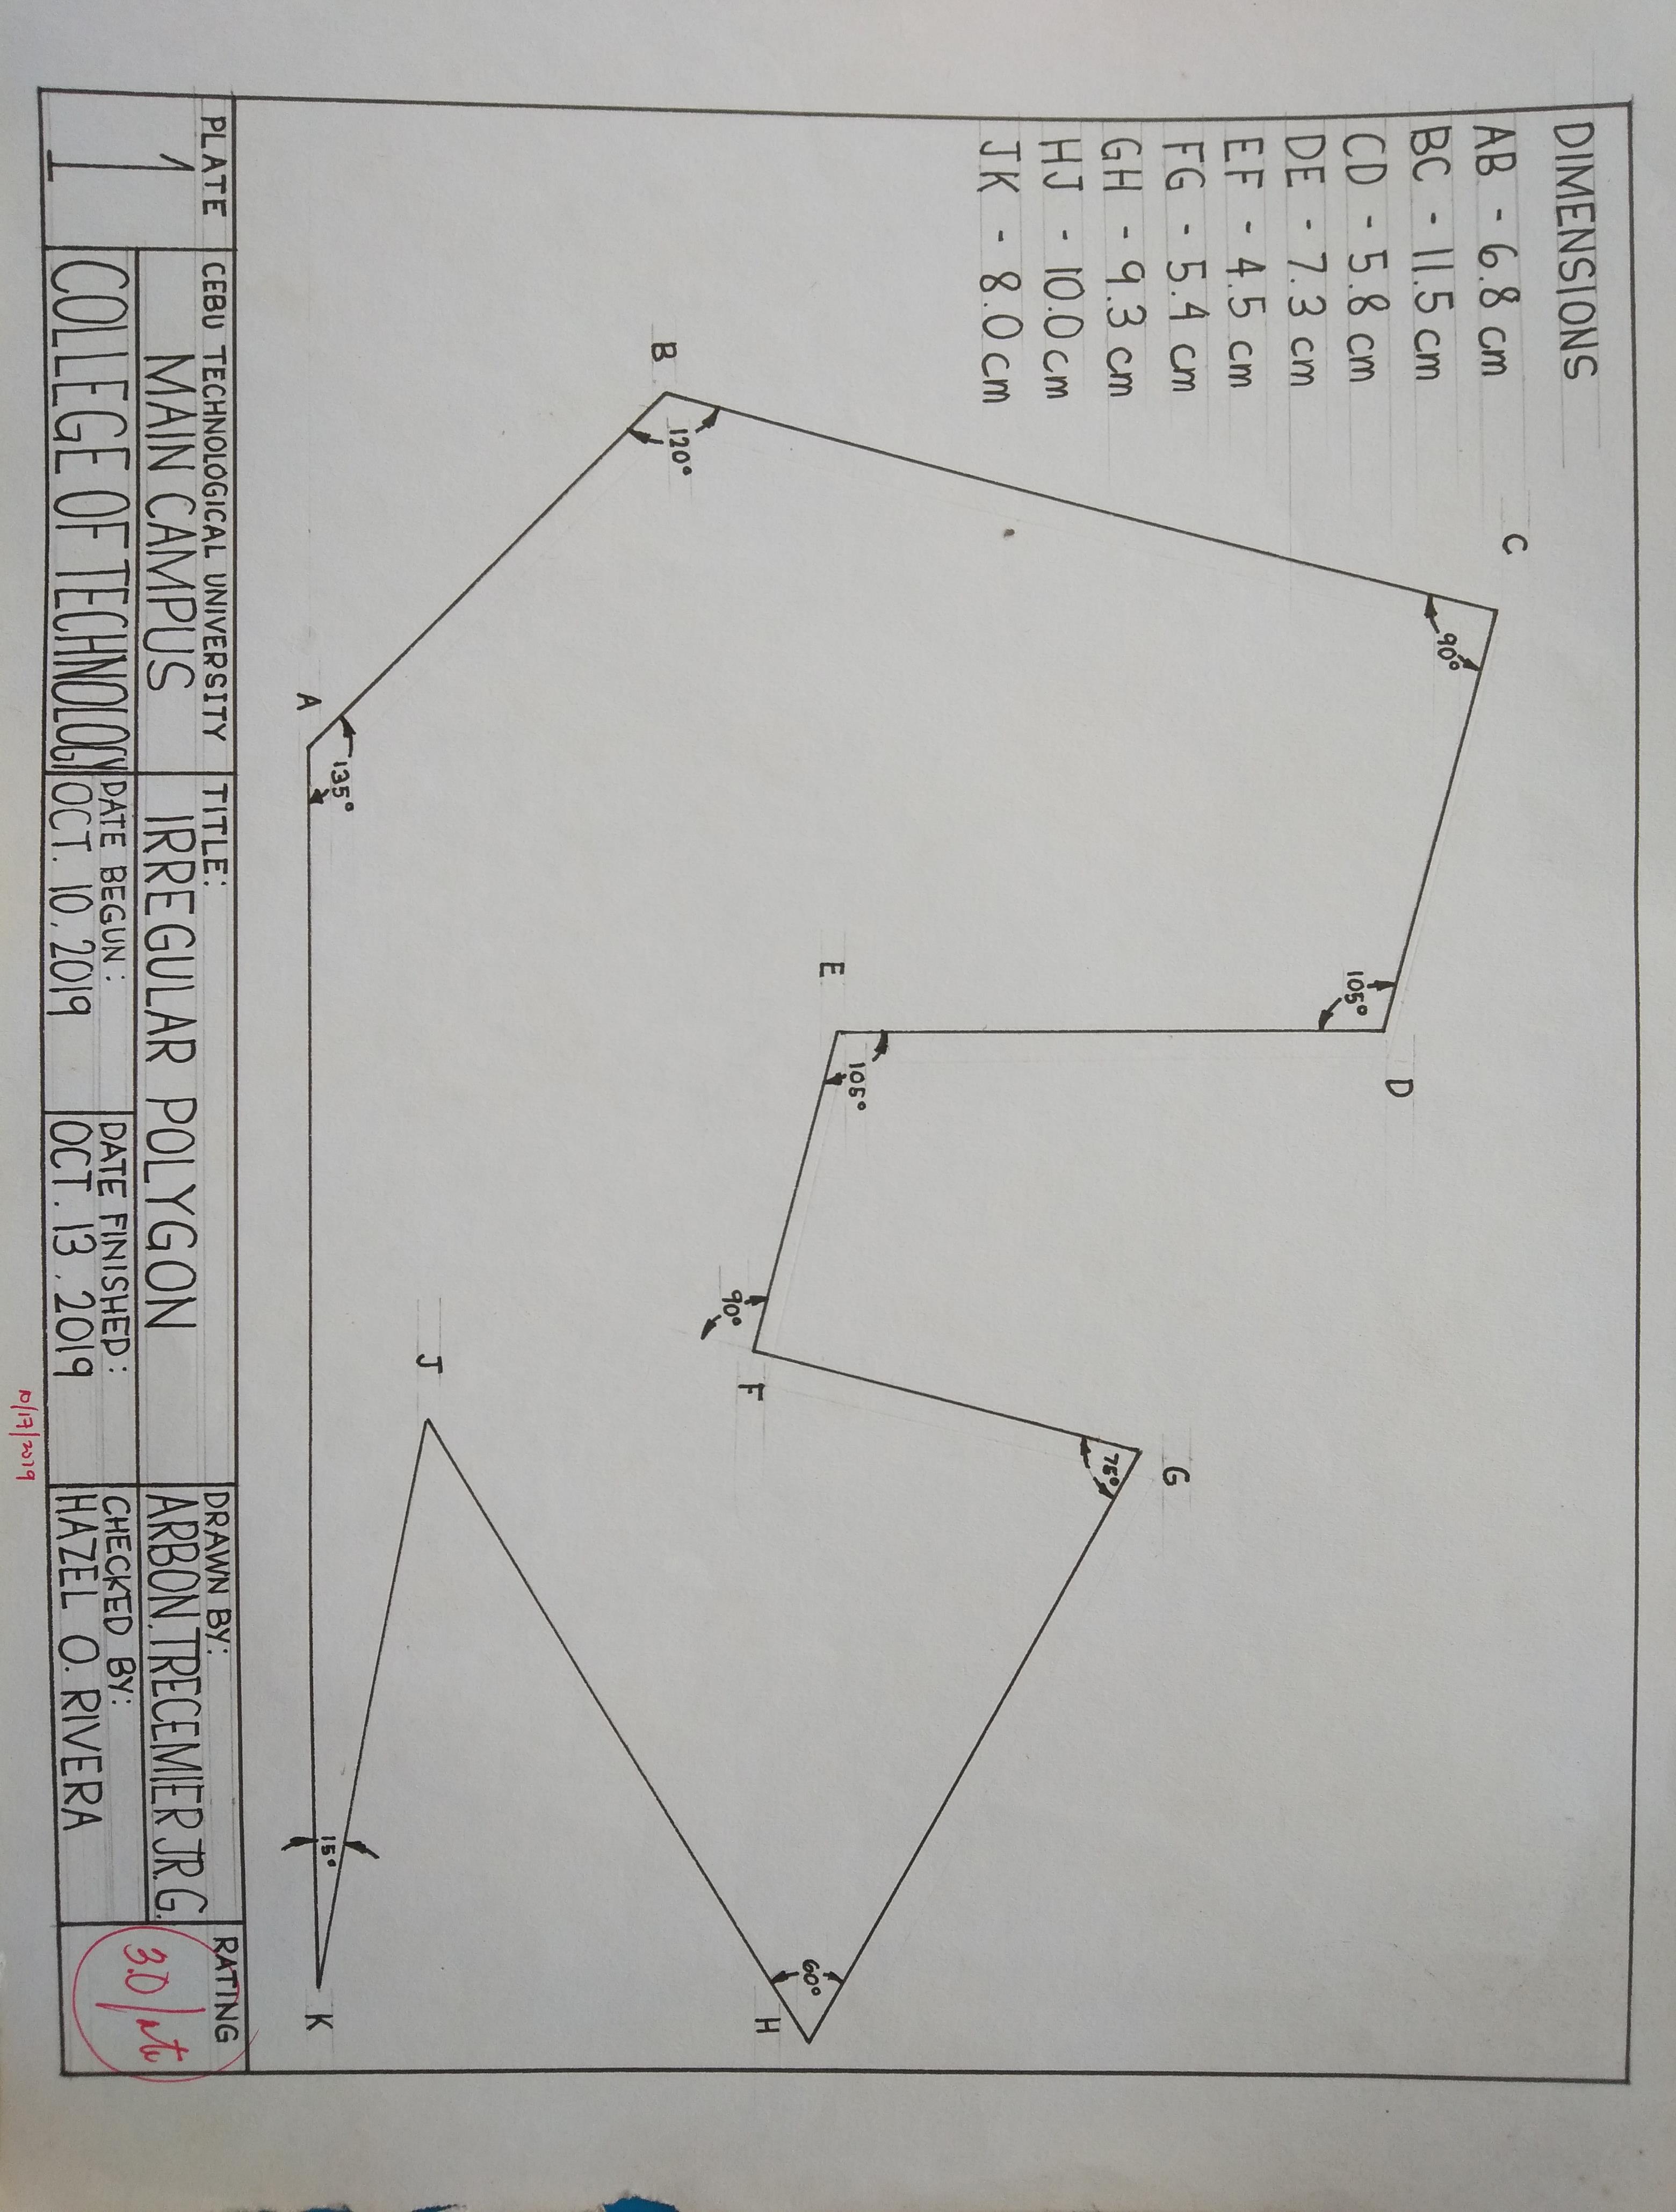 DIMENSIONS
AB - 6.8 cm
BC - 11.5 cm
CD - 5.8 cm
DE - 7.3 cm
EF - 4.5 cm
FG - 5.4 cm
GH - 9.3 cm
HJ - 10.0 cm
JK - 8.0 cm
C
90°
D
105°
G
75°
B
120°
E
105°
F
90°
H
60°
J
A
135°
15°
K
PLATE
1
CEBU TECHNOLOGICAL UNIVERSITY
MAIN CAMPUS
COLLEGE OF TECHNOLOGY
TITLE:
IRREGULAR POLYGON
DATE BEGUN:
OCT. 10, 2019
DATE FINISHED:
OCT. 13, 2019
DRAWN BY:
ARBON, TRECEMIER JR. G.
CHECKED BY:
HAZEL O. RIVERA
RATING
3.0/
10/17/2019